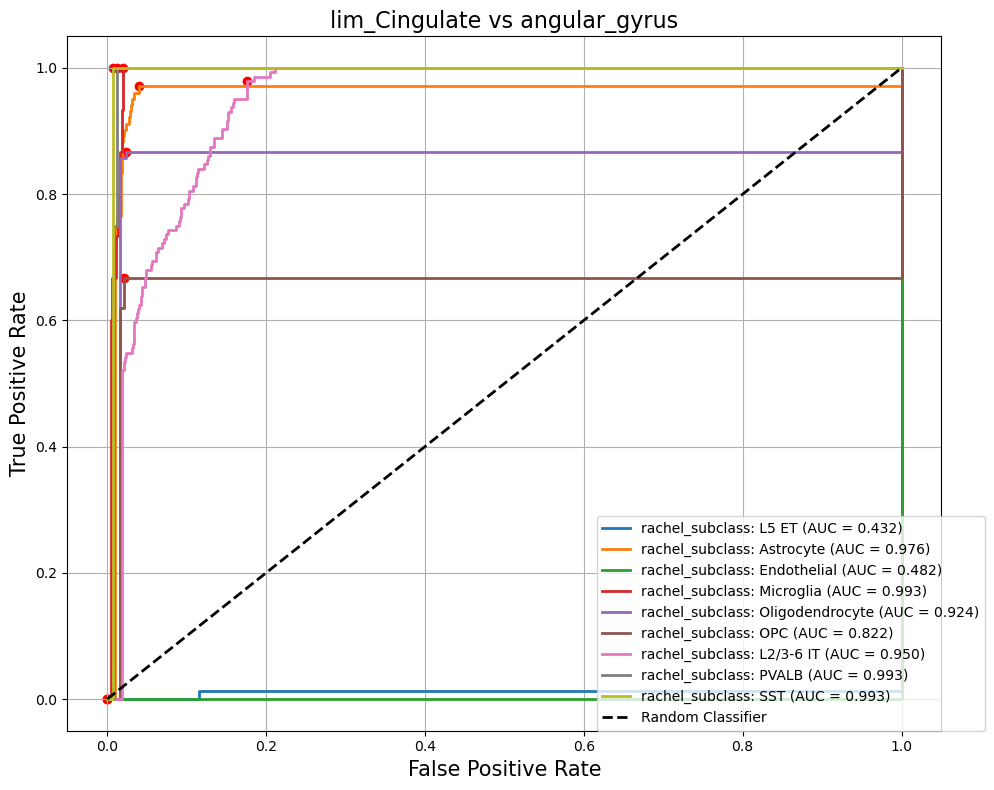 lim_Cingulate vs angular_gyrus
True Positive Rate
1.0
0.8
0.6
0.4
0.2
0.0
rachel_subclass: L5 ET (AUC = 0.432)
rachel_subclass: Astrocyte (AUC = 0.976)
rachel_subclass: Endothelial (AUC = 0.482)
rachel_subclass: Microglia (AUC = 0.993)
rachel_subclass: Oligodendrocyte (AUC = 0.924)
rachel_subclass: OPC (AUC = 0.822)
rachel_subclass: L2/3-6 IT (AUC = 0.950)
rachel_subclass: PVALB (AUC = 0.993)
rachel_subclass: SST (AUC = 0.993)
Random Classifier
0.0 0.2 0.4 0.6 0.8 1.0
False Positive Rate